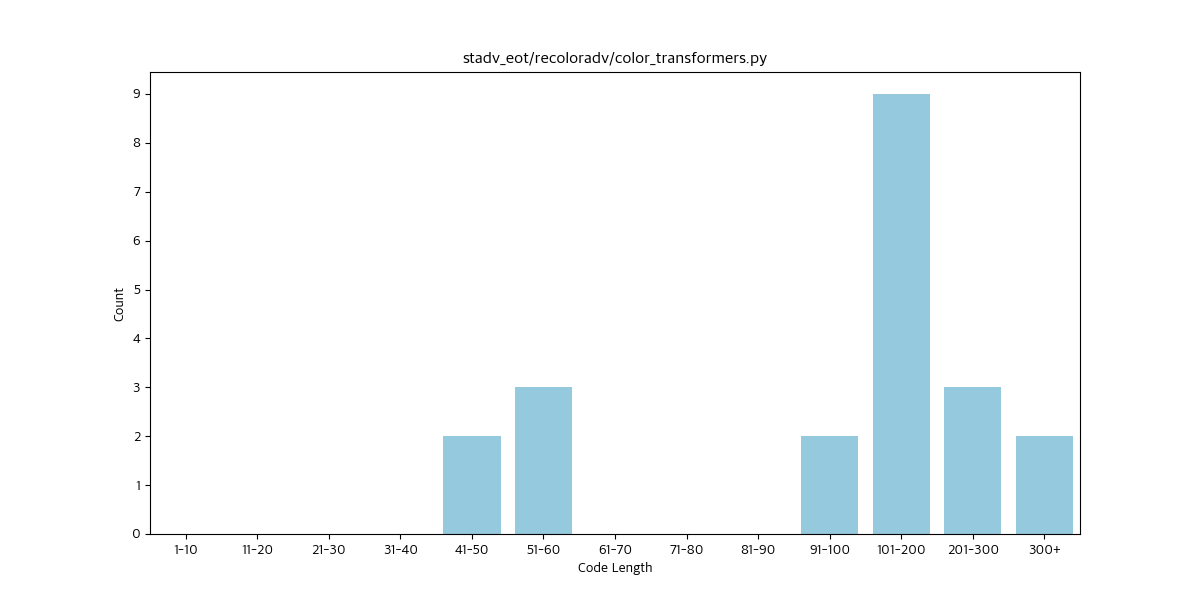 stadv_eot/recoloradv/color_transformers.py
9
8
7
6
5
4
3
2
1
0
Count
1-10 11-20 21-30 31-40 41-50 51-60 61-70 71-80 81-90 91-100 101-200 201-300 300+
Code Length